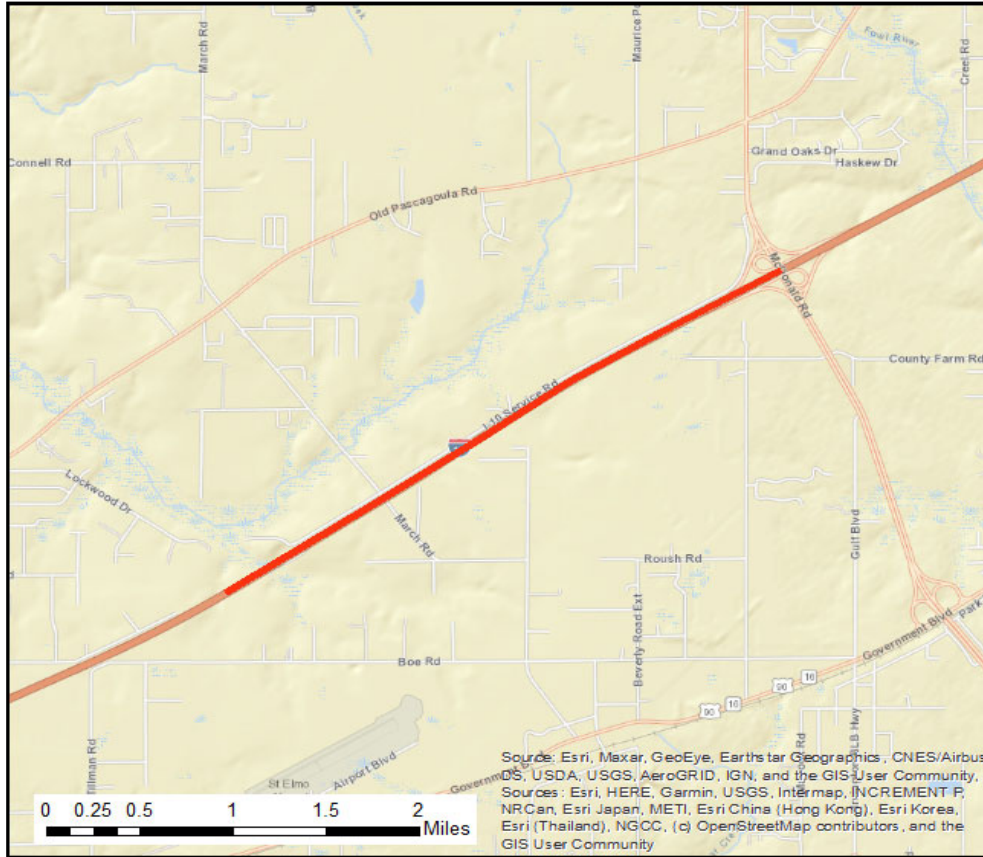 March Rd
Maurice Po
Fowl River
Creel Rd
Connell Rd
Grand Oaks Dr
Haskew Dr
Old Pascagoula Rd
McDonald Rd
County Farm Rd
I-10 Service Rd
Lockwood Dr
March Rd
Roush Rd
Gulf Blvd
Beverly Road Ext
Government Blvd
Park
Boe Rd
90
16
90
16
Tillman Rd
Airport Blvd
St Elmo
Government Blvd
Source: Esri, Maxar, GeoEye, Earthstar Geographics, CNES/Airbus
DS, USDA, USGS, AeroGRID, IGN, and the GIS User Community,
Sources: Esri, HERE, Garmin, USGS, Intermap, INCREMENT P,
NRCan, Esri Japan, METI, Esri China (Hong Kong), Esri Korea,
Esri (Thailand), NGCC, (c) OpenStreetMap contributors, and the
GIS User Community
0 0.25 0.5 1 1.5 2
Miles